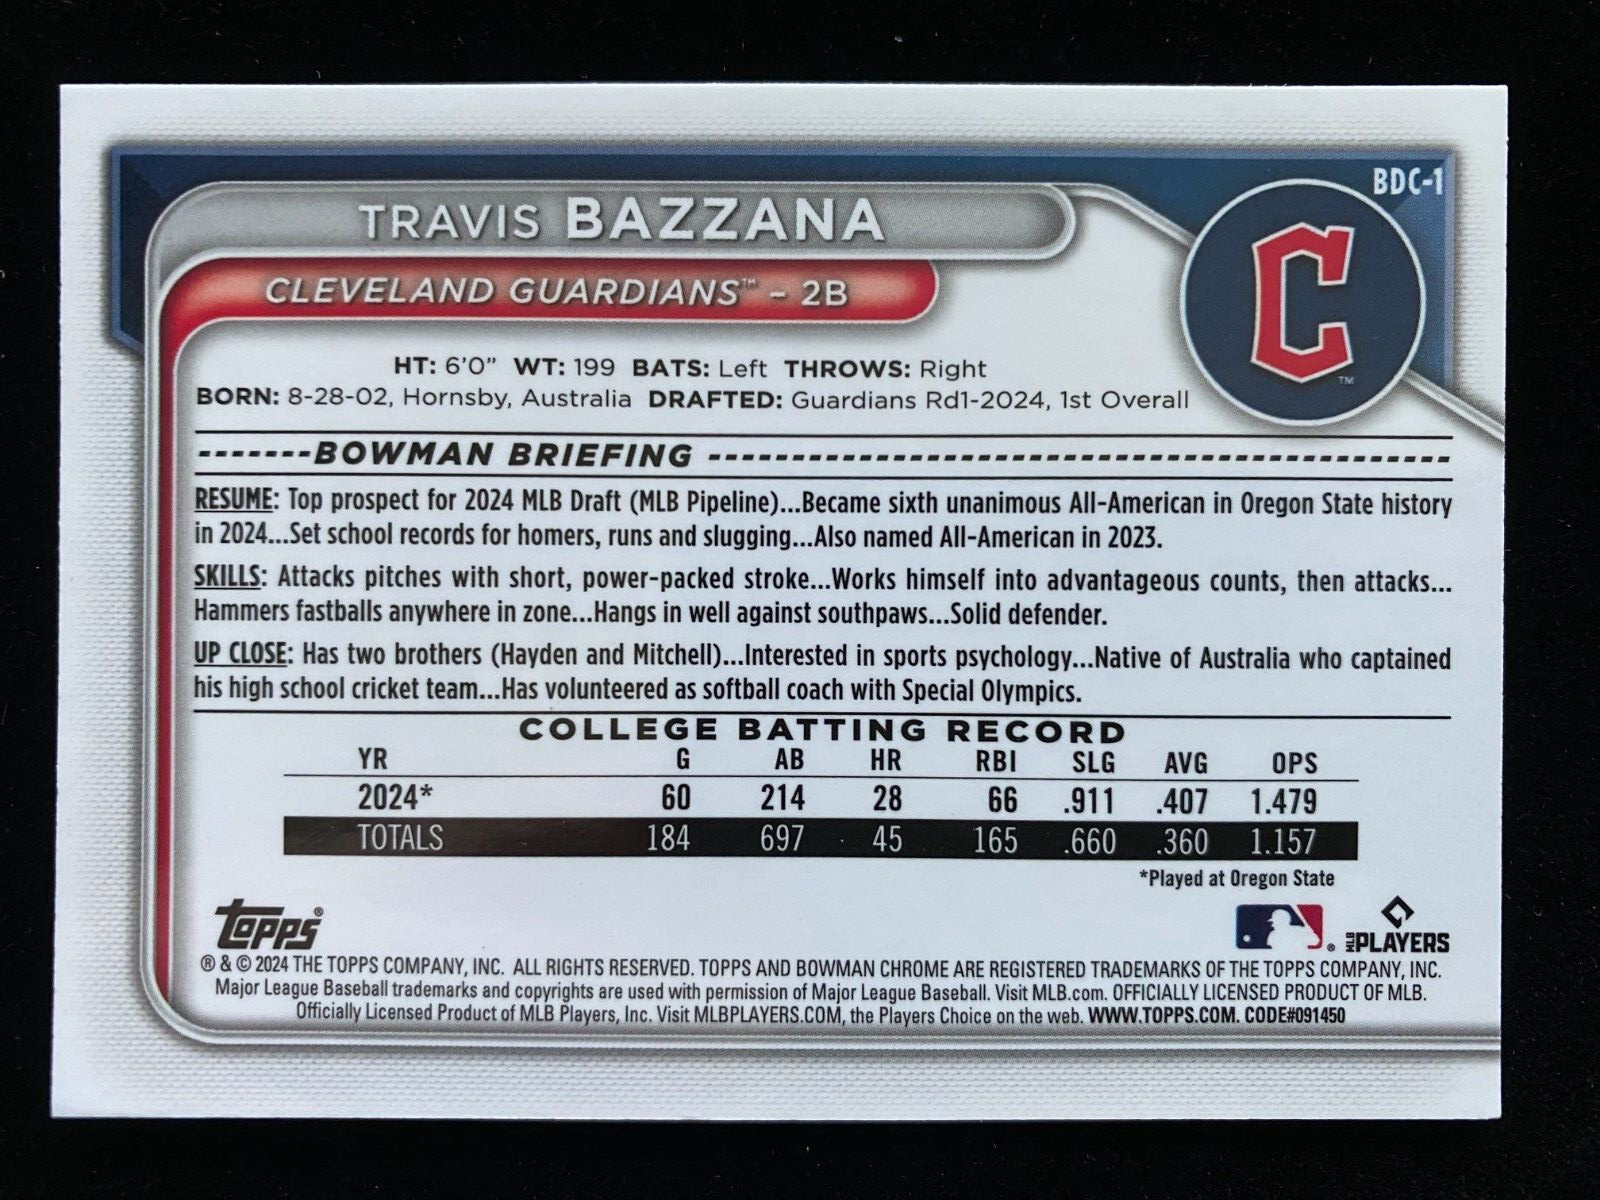 BDC-1
TRAVIS BAZZANA
CLEVELAND GUARDIANS™ - 2B
C™
HT: 6'0" WT: 199 BATS: Left THROWS: Right
BORN: 8-28-02, Hornsby, Australia DRAFTED: Guardians Rd1-2024, 1st Overall
BOWMAN BRIEFING
RESUME: Top prospect for 2024 MLB Draft (MLB Pipeline)...Became sixth unanimous All-American in Oregon State history
in 2024...Set school records for homers, runs and slugging...Also named All-American in 2023.
SKILLS: Attacks pitches with short, power-packed stroke...Works himself into advantageous counts, then attacks...
Hammers fastballs anywhere in zone...Hangs in well against southpaws...Solid defender.
UP CLOSE: Has two brothers (Hayden and Mitchell)...Interested in sports psychology...Native of Australia who captained
his high school cricket team...Has volunteered as softball coach with Special Olympics.
COLLEGE BATTING RECORD
YR G AB HR RBI SLG AVG OPS
2024* 60 214 28 66 .911 .407 1.479
TOTALS 184 697 45 165 .660 .360 1.157
*Played at Oregon State
Topps® ® MLB PLAYERS
® & © 2024 THE TOPPS COMPANY, INC. ALL RIGHTS RESERVED. TOPPS AND BOWMAN CHROME ARE REGISTERED TRADEMARKS OF THE TOPPS COMPANY, INC.
Major League Baseball trademarks and copyrights are used with permission of Major League Baseball. Visit MLB.com. OFFICIALLY LICENSED PRODUCT OF MLB.
Officially Licensed Product of MLB Players, Inc. Visit MLBPLAYERS.COM, the Players Choice on the web. WWW.TOPPS.COM. CODE#091450